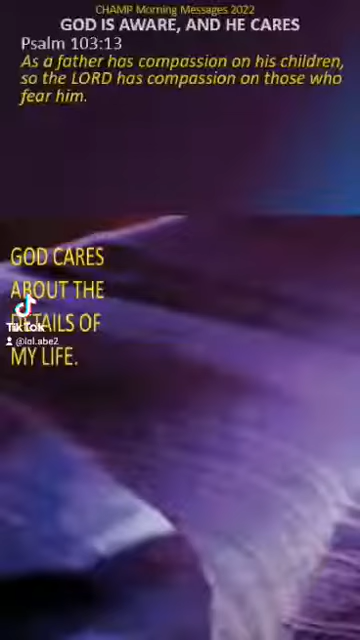 CHAMP Morning Messages 2022
GOD IS AWARE, AND HE CARES
Psalm 103:13
As a father has compassion on his children,
so the LORD has compassion on those who
fear him.
GOD CARES
ABOUT THE
DETAILS OF
TikTok
@lol.abe2
MY LIFE.